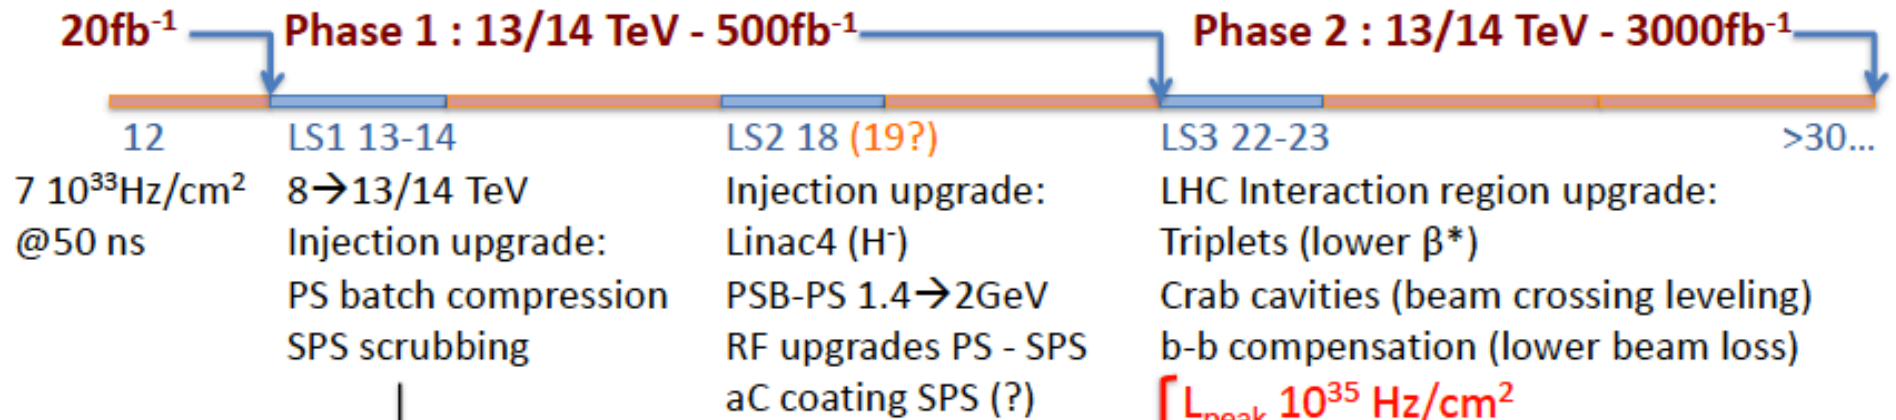 20fb⁻¹ Phase 1 : 13/14 TeV - 500fb⁻¹ Phase 2 : 13/14 TeV - 3000fb⁻¹
12 LS1 13-14 LS2 18 (19?) LS3 22-23 >30...
7 10³³Hz/cm²
@50 ns
8→13/14 TeV
Injection upgrade:
PS batch compression
SPS scrubbing
Injection upgrade:
Linac4 (H⁻)
PSB-PS 1.4→2GeV
RF upgrades PS - SPS
aC coating SPS (?)
LHC Interaction region upgrade:
Triplets (lower β*)
Crab cavities (beam crossing leveling)
b-b compensation (lower beam loss)
Lpeak 10³⁵ Hz/cm²